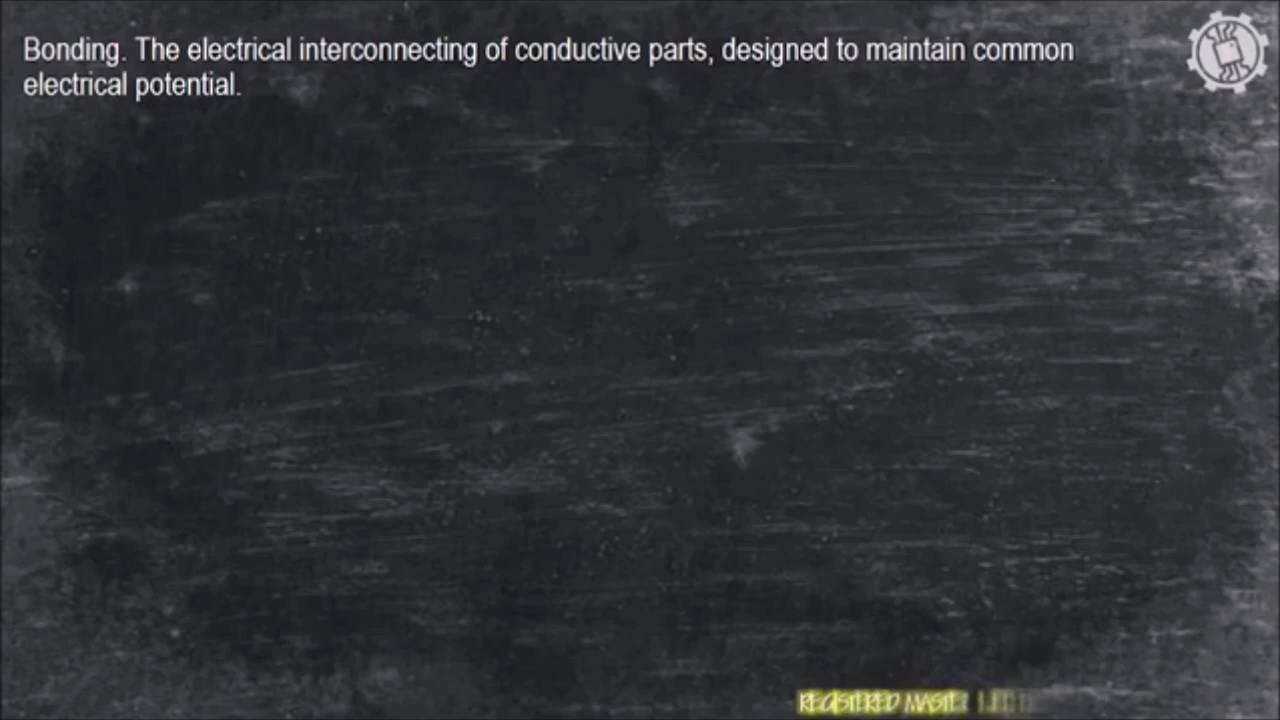 Bonding. The electrical interconnecting of conductive parts, designed to maintain common
electrical potential.
REGISTERED MASTER